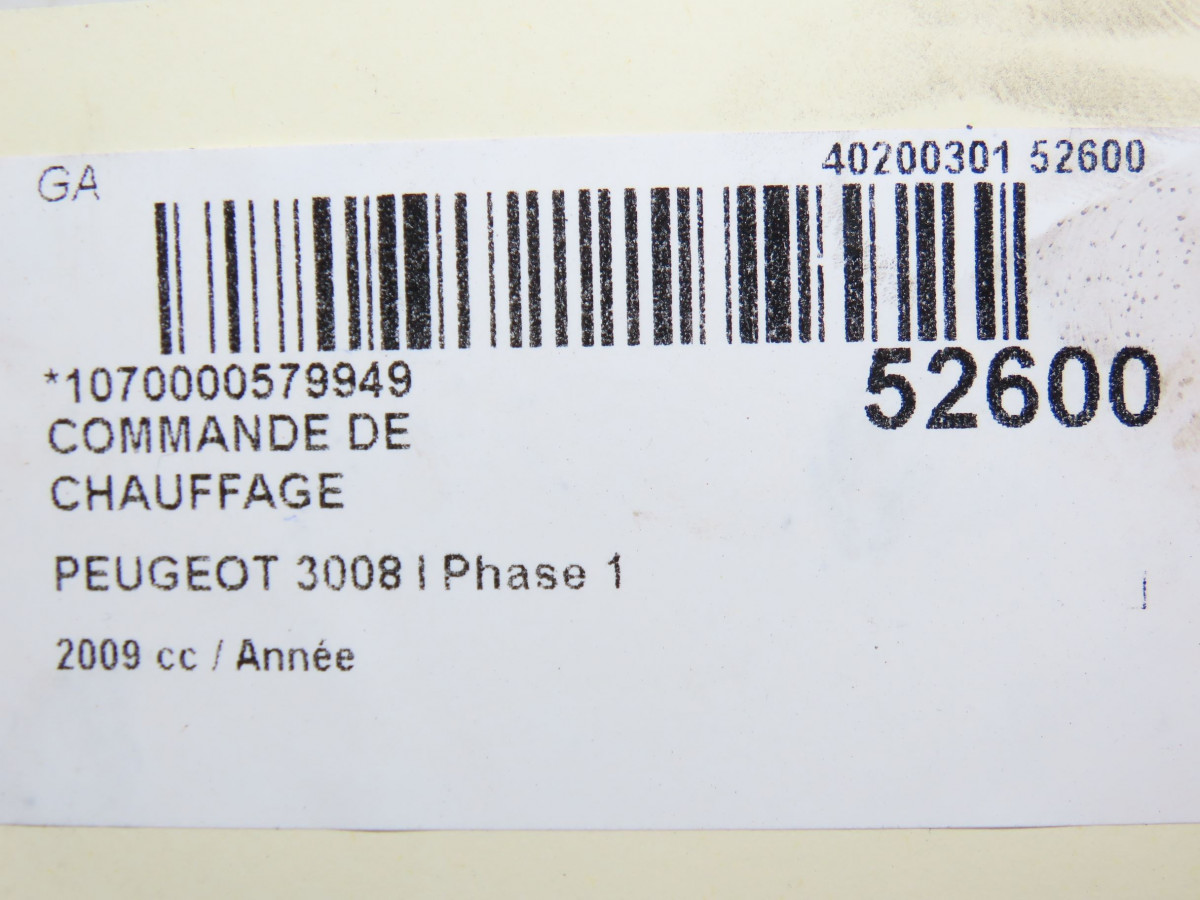 GA
40200301 52600
*1070000579949
52600
COMMANDE DE
CHAUFFAGE
PEUGEOT 3008 I Phase 1
2009 cc / Année